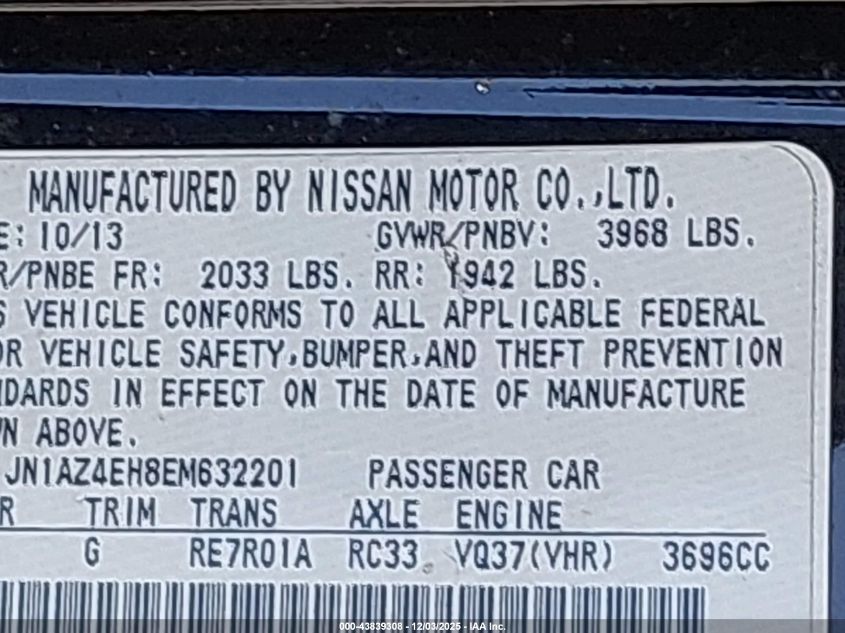 MANUFACTURED BY NISSAN MOTOR CO.,LTD.
E: 10/13 GVWR/PNBV: 3968 LBS.
R/PNBE FR: 2033 LBS. RR: 1942 LBS.
S VEHICLE CONFORMS TO ALL APPLICABLE FEDERAL
OR VEHICLE SAFETY,BUMPER,AND THEFT PREVENTION
NDARDS IN EFFECT ON THE DATE OF MANUFACTURE
WN ABOVE.
JN1AZ4EH8EM632201 PASSENGER CAR
R TRIM TRANS AXLE ENGINE
G RE7R01A RC33 VQ37(VHR) 3696CC
000-43839308 - 12/03/2025 - IAA Inc.